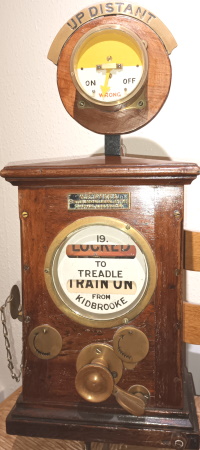 UP DISTANT
ON OFF
WRONG
19.
LOCKED
TO
TREADLE
TRAIN ON
FROM
KIDBROOKE